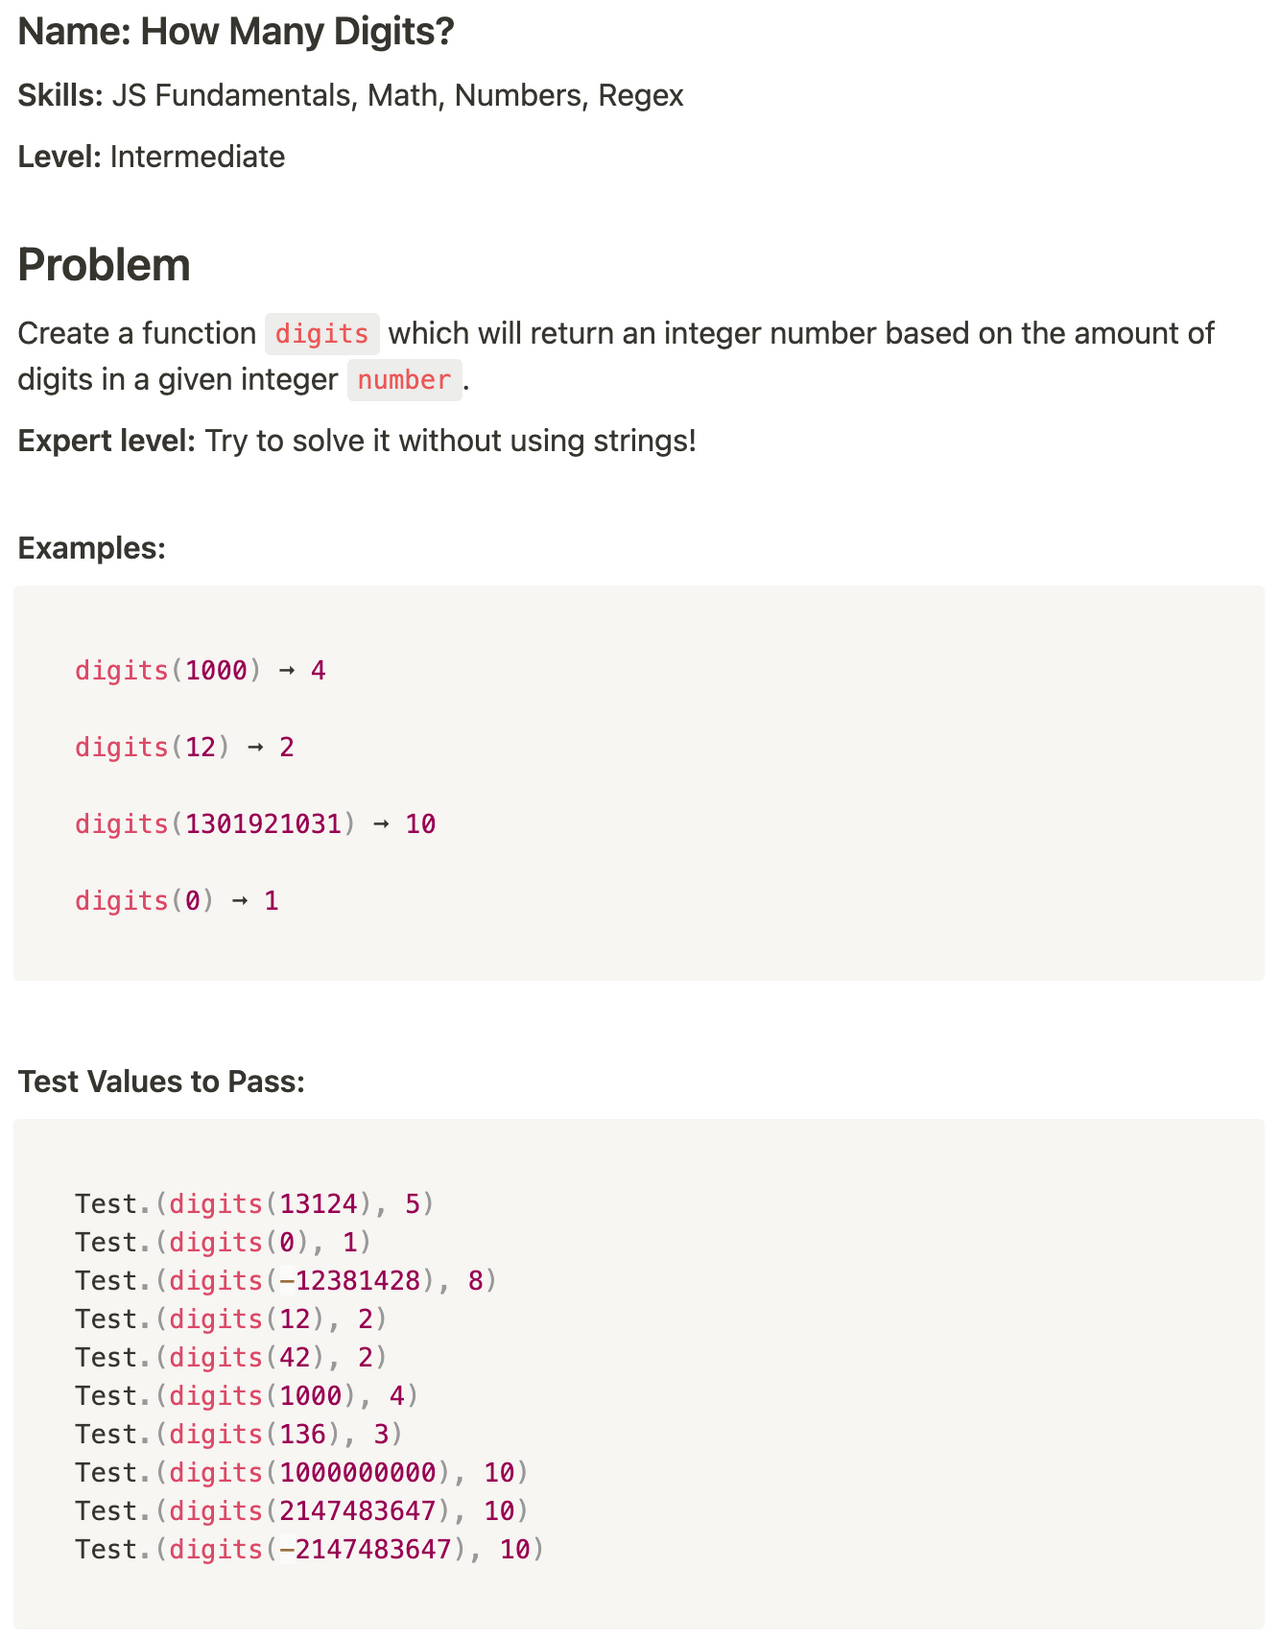 Name: How Many Digits?
Skills: JS Fundamentals, Math, Numbers, Regex
Level: Intermediate
Problem
Create a function digits which will return an integer number based on the amount of
digits in a given integer number.
Expert level: Try to solve it without using strings!
Examples:
digits(1000) → 4
digits(12) → 2
digits(1301921031) → 10
digits(0) → 1
Test Values to Pass:
Test.(digits(13124), 5)
Test.(digits(0), 1)
Test.(digits(-12381428), 8)
Test.(digits(12), 2)
Test.(digits(42), 2)
Test.(digits(1000), 4)
Test.(digits(136), 3)
Test.(digits(1000000000), 10)
Test.(digits(2147483647), 10)
Test.(digits(-2147483647), 10)